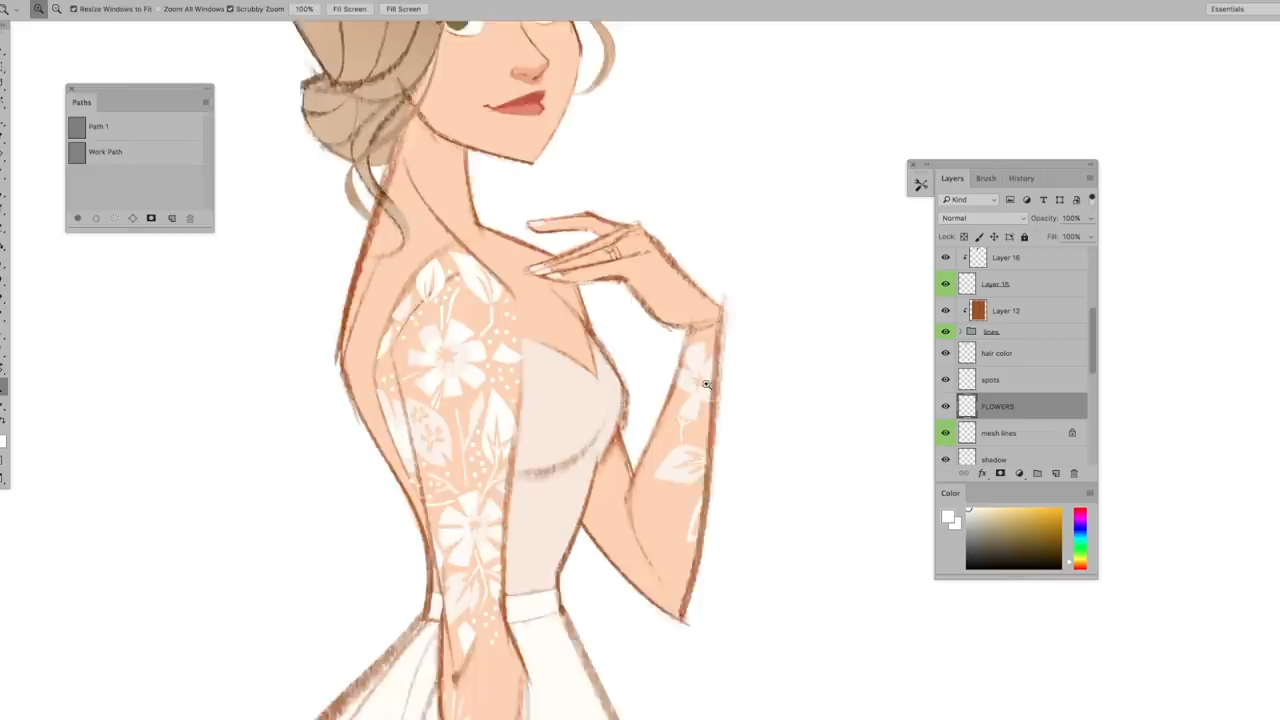 Resize Windows to Fit Zoom All Windows Scrubby Zoom 100% Fit Screen Fill Screen Essentials
Paths
Path 1
Work Path
Layers Brush History
Kind
Normal Opacity: 100%
Lock: Fill: 100%
Layer 16
Layer 15
Layer 12
lines
hair color
spots
FLOWERS
mesh lines
shadow
fx
Color